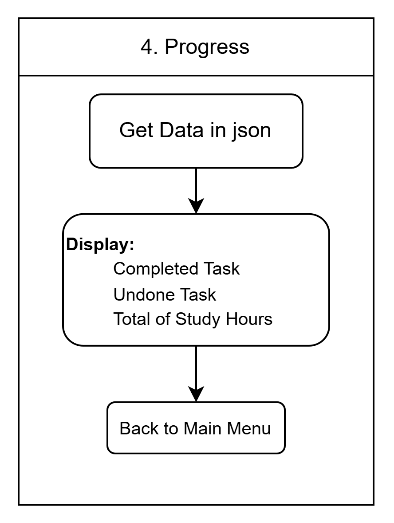 4. Progress
Get Data in json
Display:
Completed Task
Undone Task
Total of Study Hours
Back to Main Menu